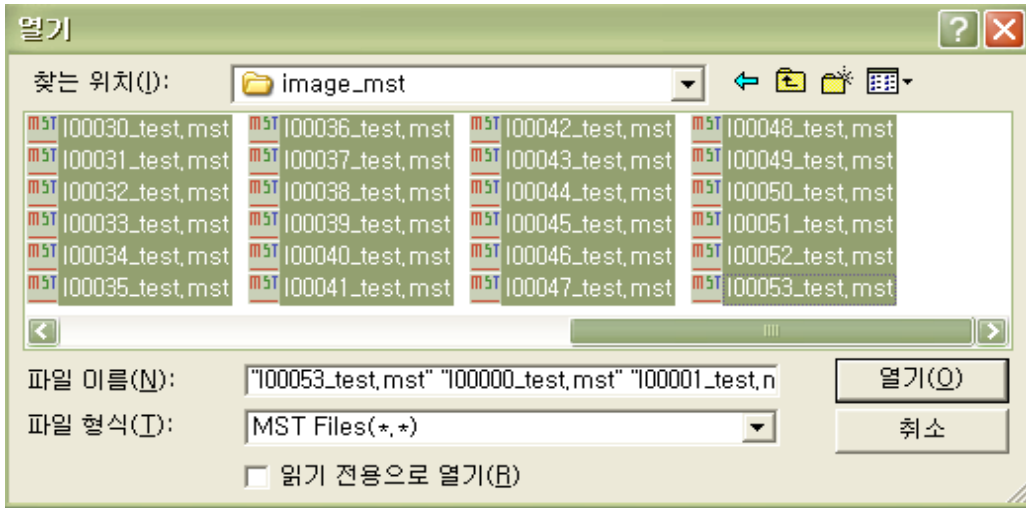 열기
찾는 위치(I):
image_mst
I00030_test.mst I00036_test.mst I00042_test.mst I00048_test.mst
I00031_test.mst I00037_test.mst I00043_test.mst I00049_test.mst
I00032_test.mst I00038_test.mst I00044_test.mst I00050_test.mst
I00033_test.mst I00039_test.mst I00045_test.mst I00051_test.mst
I00034_test.mst I00040_test.mst I00046_test.mst I00052_test.mst
I00035_test.mst I00041_test.mst I00047_test.mst I00053_test.mst
파일 이름(N): "I00053_test.mst" "I00000_test.mst" "I00001_test.n 열기(O)
파일 형식(T): MST Files(*.*) 취소
읽기 전용으로 열기(R)